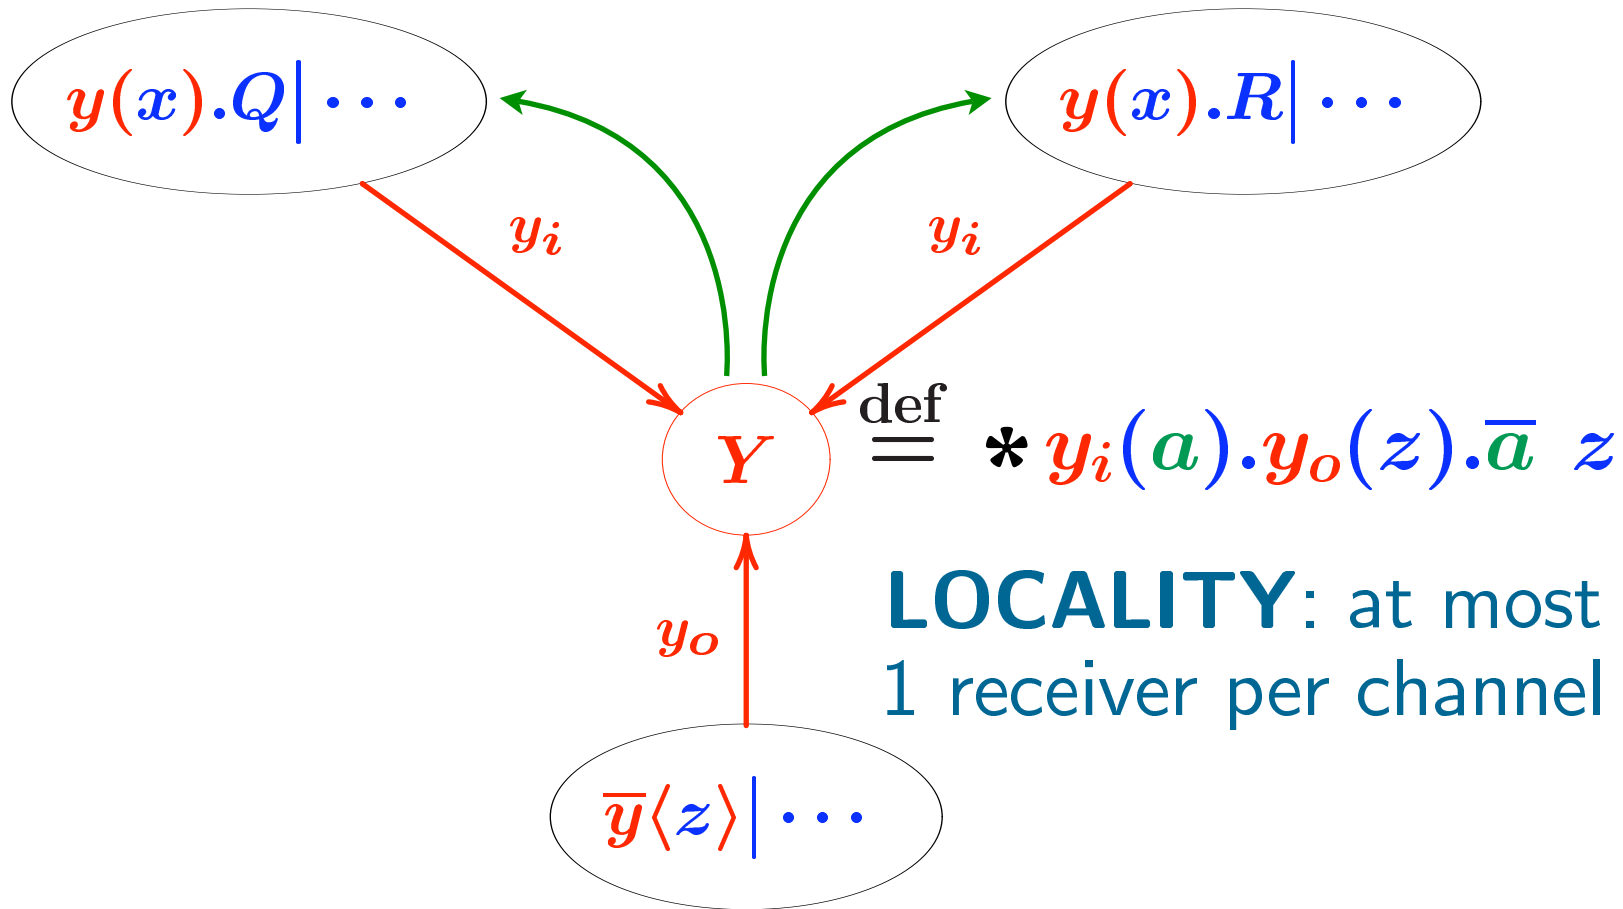 y(x).Q| ···
y(x).R| ···
yᵢ
yᵢ
Y
def
= * yᵢ(a).yₒ(z).a̅ z
LOCALITY: at most
1 receiver per channel
yₒ
y̅⟨z⟩| ···